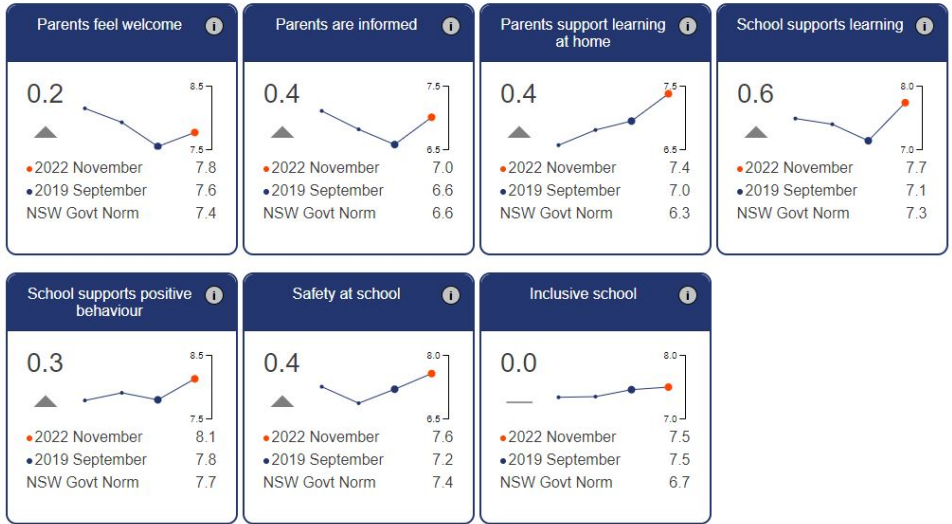 Parents feel welcome i
0.2
8.5
7.5
2022 November 7.8
2019 September 7.6
NSW Govt Norm 7.4
Parents are informed i
0.4
7.5
6.5
2022 November 7.0
2019 September 6.6
NSW Govt Norm 6.6
Parents support learning i
at home
0.4
7.5
6.5
2022 November 7.4
2019 September 7.0
NSW Govt Norm 6.3
School supports learning i
0.6
8.0
7.0
2022 November 7.7
2019 September 7.1
NSW Govt Norm 7.3
School supports positive i
behaviour
0.3
8.5
7.5
2022 November 8.1
2019 September 7.8
NSW Govt Norm 7.7
Safety at school i
0.4
8.0
6.5
2022 November 7.6
2019 September 7.2
NSW Govt Norm 7.4
Inclusive school i
0.0
8.0
7.0
2022 November 7.5
2019 September 7.5
NSW Govt Norm 6.7